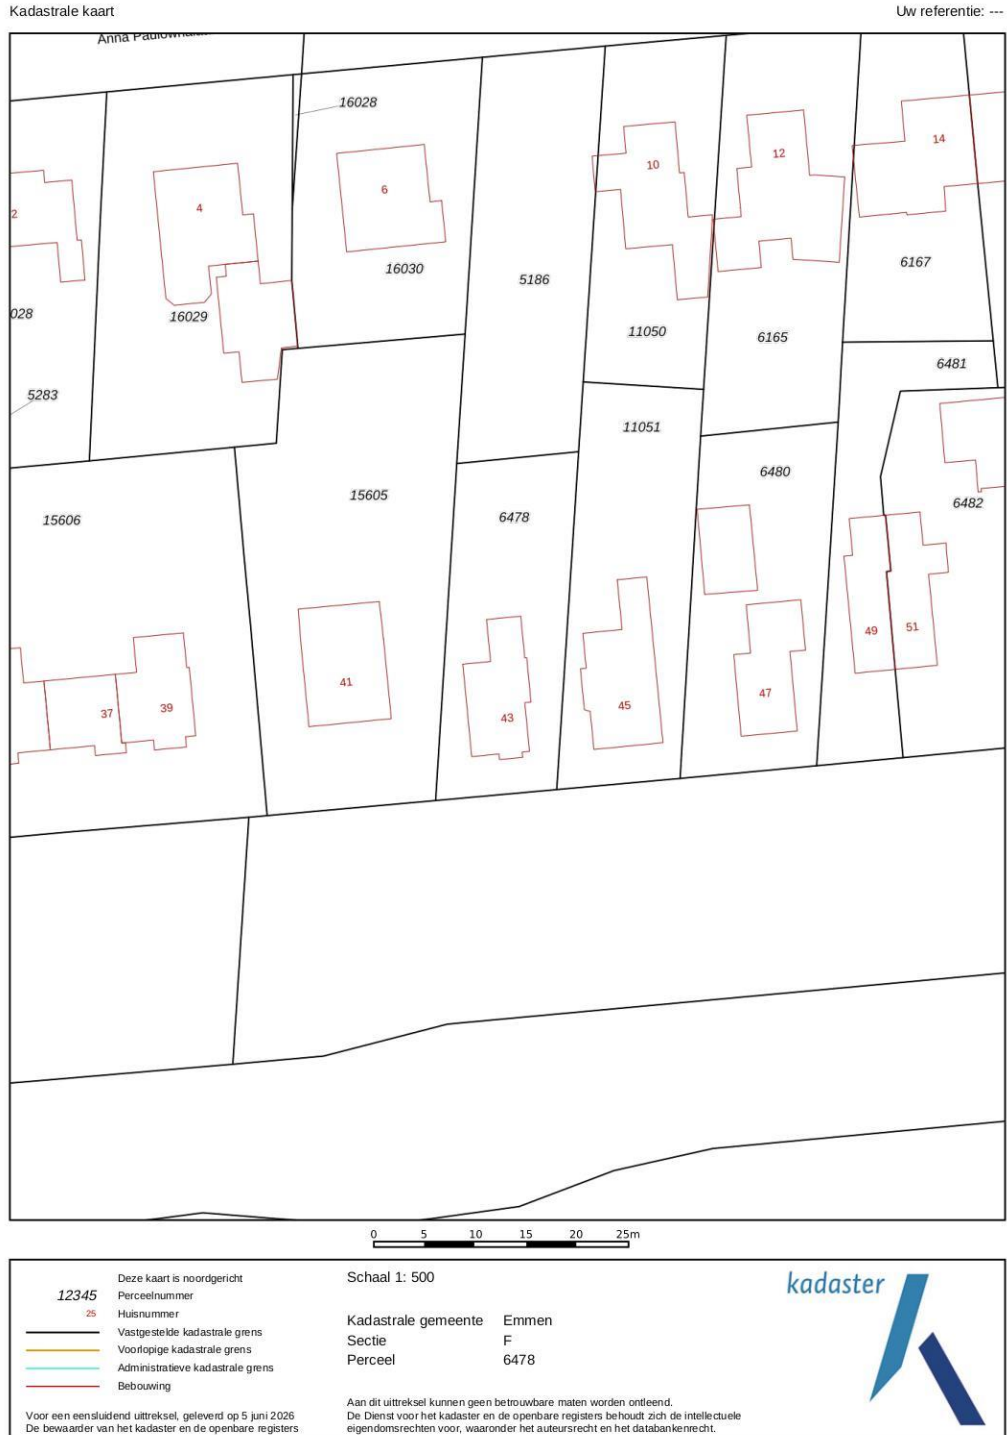 Kadastrale kaart
Uw referentie: ---
16028
10
12
14
4
6
2
16030
5186
6167
028
16029
11050
6165
6481
5283
11051
15605
6480
15606
6478
6482
49
51
41
37
39
43
45
47
0 5 10 15 20 25m
Deze kaart is noordgericht
12345 Perceelnummer
25 Huisnummer
Vastgestelde kadastrale grens
Voorlopige kadastrale grens
Administratieve kadastrale grens
Bebouwing
Voor een eensluidend uittreksel, geleverd op 5 juni 2026
De bewaarder van het kadaster en de openbare registers
Schaal 1: 500
Kadastrale gemeente Emmen
Sectie F
Perceel 6478
Aan dit uittreksel kunnen geen betrouwbare maten worden ontleend.
De Dienst voor het kadaster en de openbare registers behoudt zich de intellectuele
eigendomsrechten voor, waaronder het auteursrecht en het databankenrecht.
kadaster